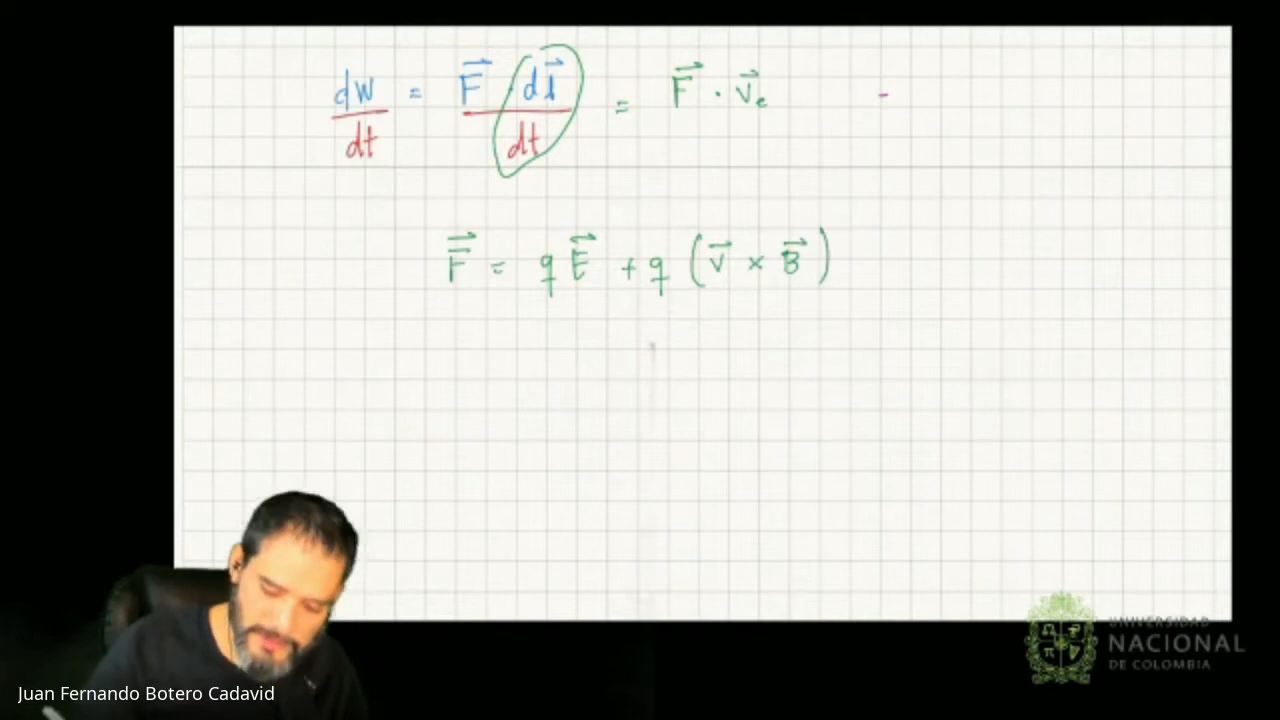 dW/dt = F⃗ · dl⃗/dt = F⃗ · v⃗e -
F⃗ = qE⃗ + q (v⃗ × B⃗)
UNIVERSIDAD
NACIONAL
DE COLOMBIA
Juan Fernando Botero Cadavid